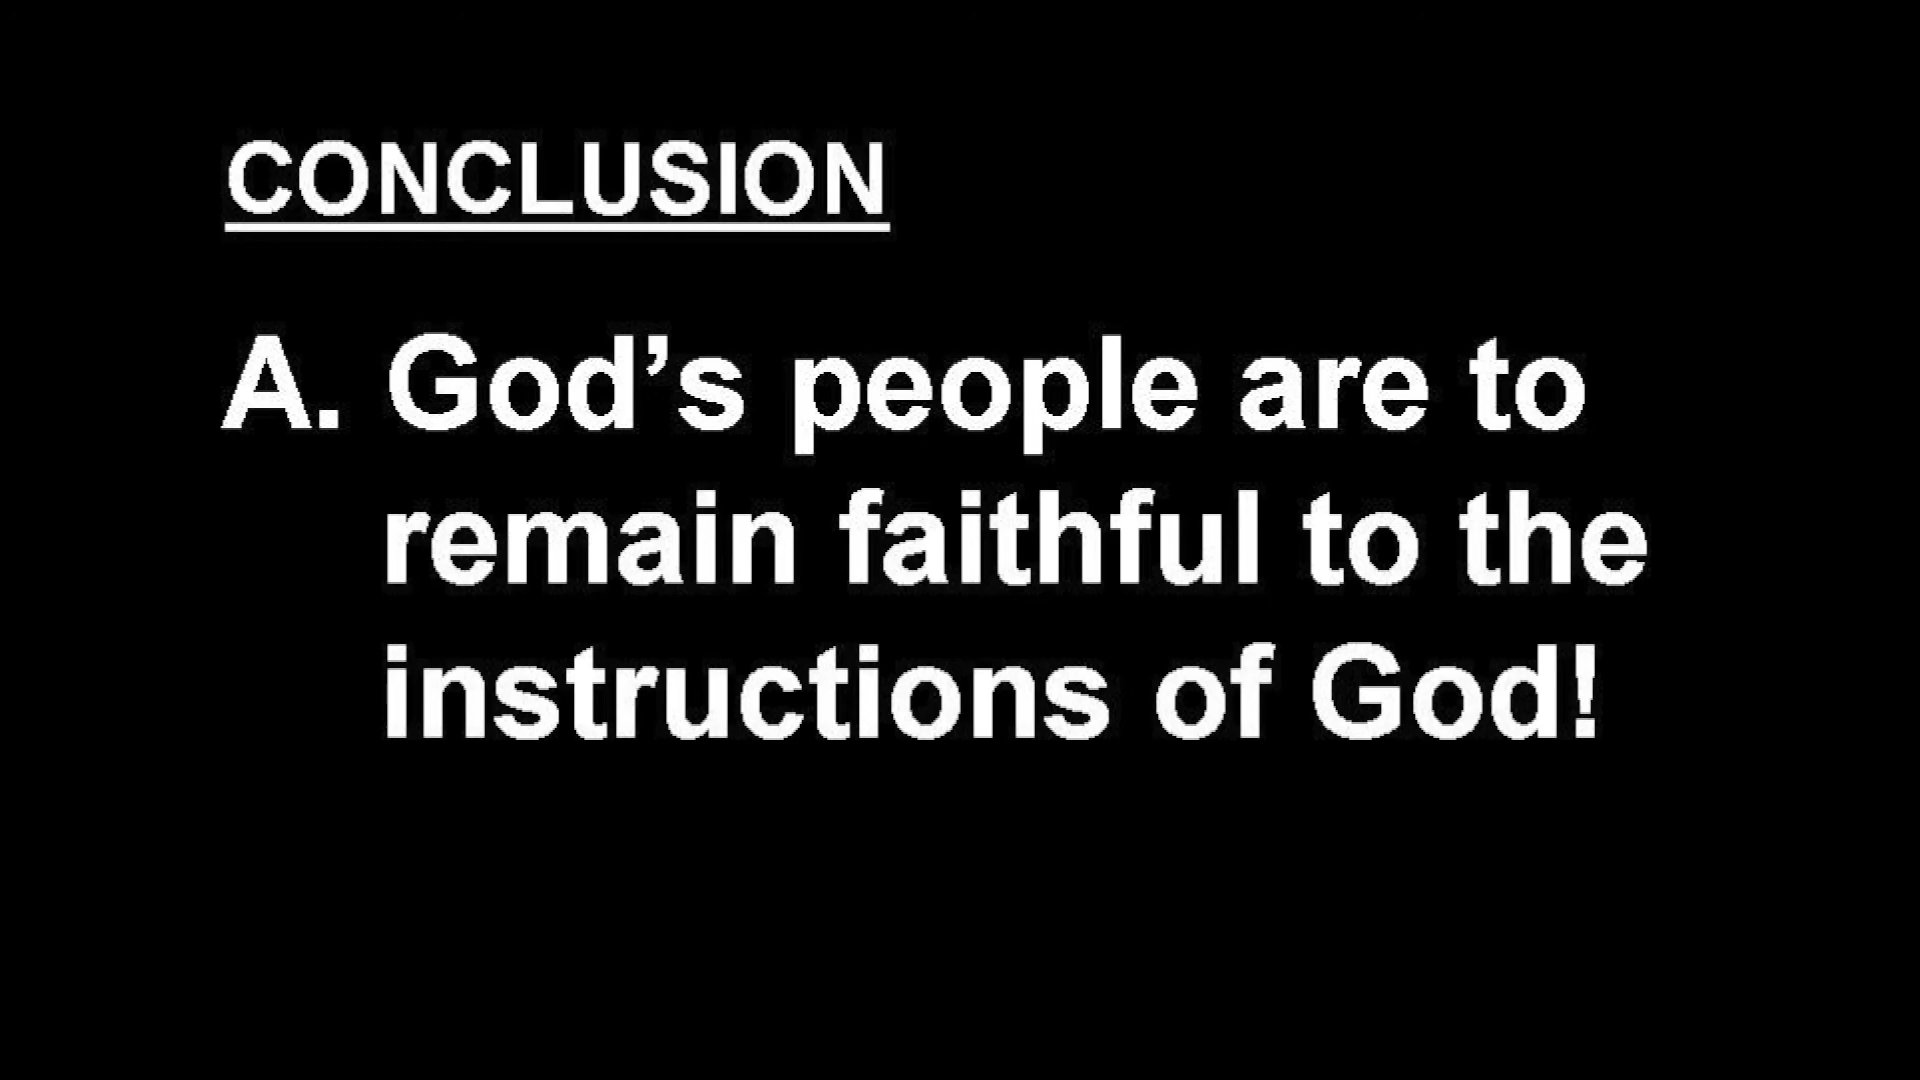 CONCLUSION
A. God’s people are to
remain faithful to the
instructions of God!